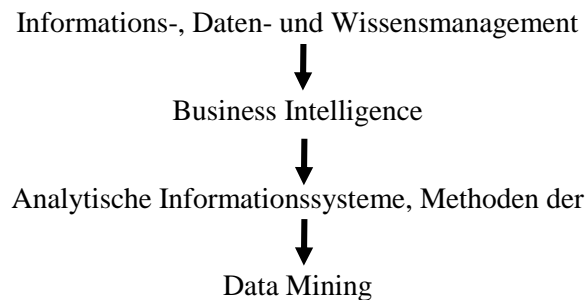 Informations-, Daten- und Wissensmanagement
Business Intelligence
Analytische Informationssysteme, Methoden der
Data Mining